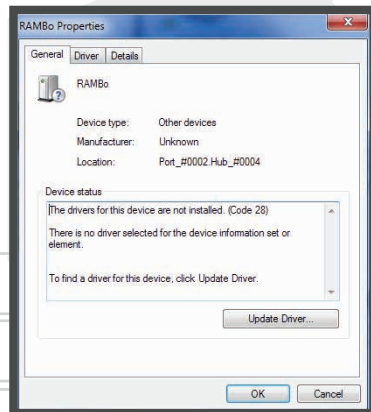 RAMBo Properties
General Driver Details
RAMBo
Device type: Other devices
Manufacturer: Unknown
Location: Port_#0002.Hub_#0004
Device status
The drivers for this device are not installed. (Code 28)
There is no driver selected for the device information set or
element.
To find a driver for this device, click Update Driver.
Update Driver...
OK Cancel